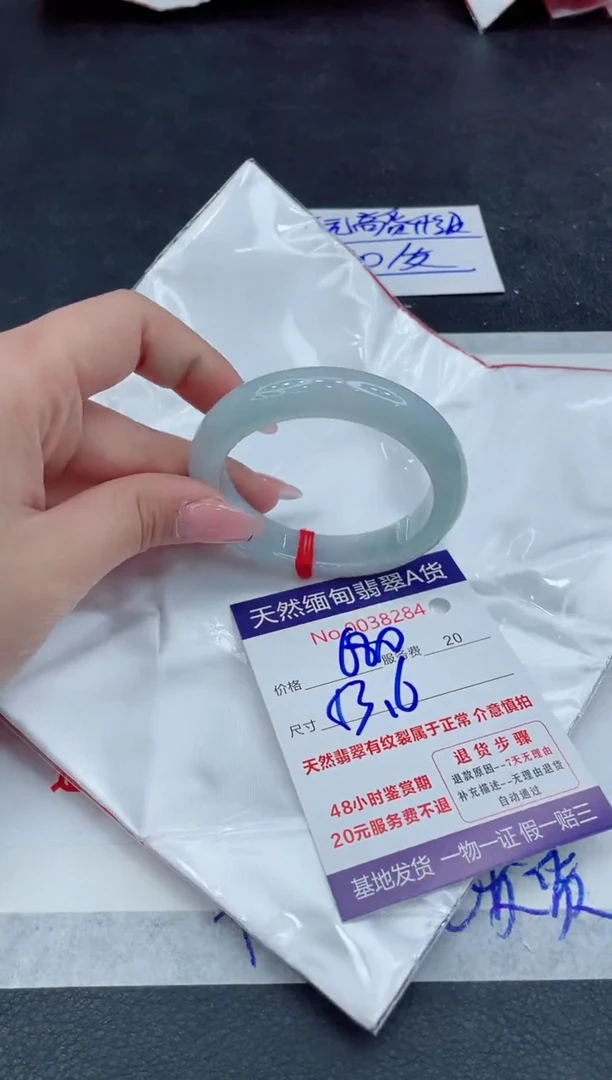 天然缅甸翡翠A货
No.0038284
价格 服务费 20
尺寸 53.6
天然翡翠有纹裂属于正常 介意慎拍
48小时鉴赏期
20元服务费不退
退货步骤
退款原因--7天无理由
补充描述--无理由退货
自动通过
基地发货 一物一证 假一赔三